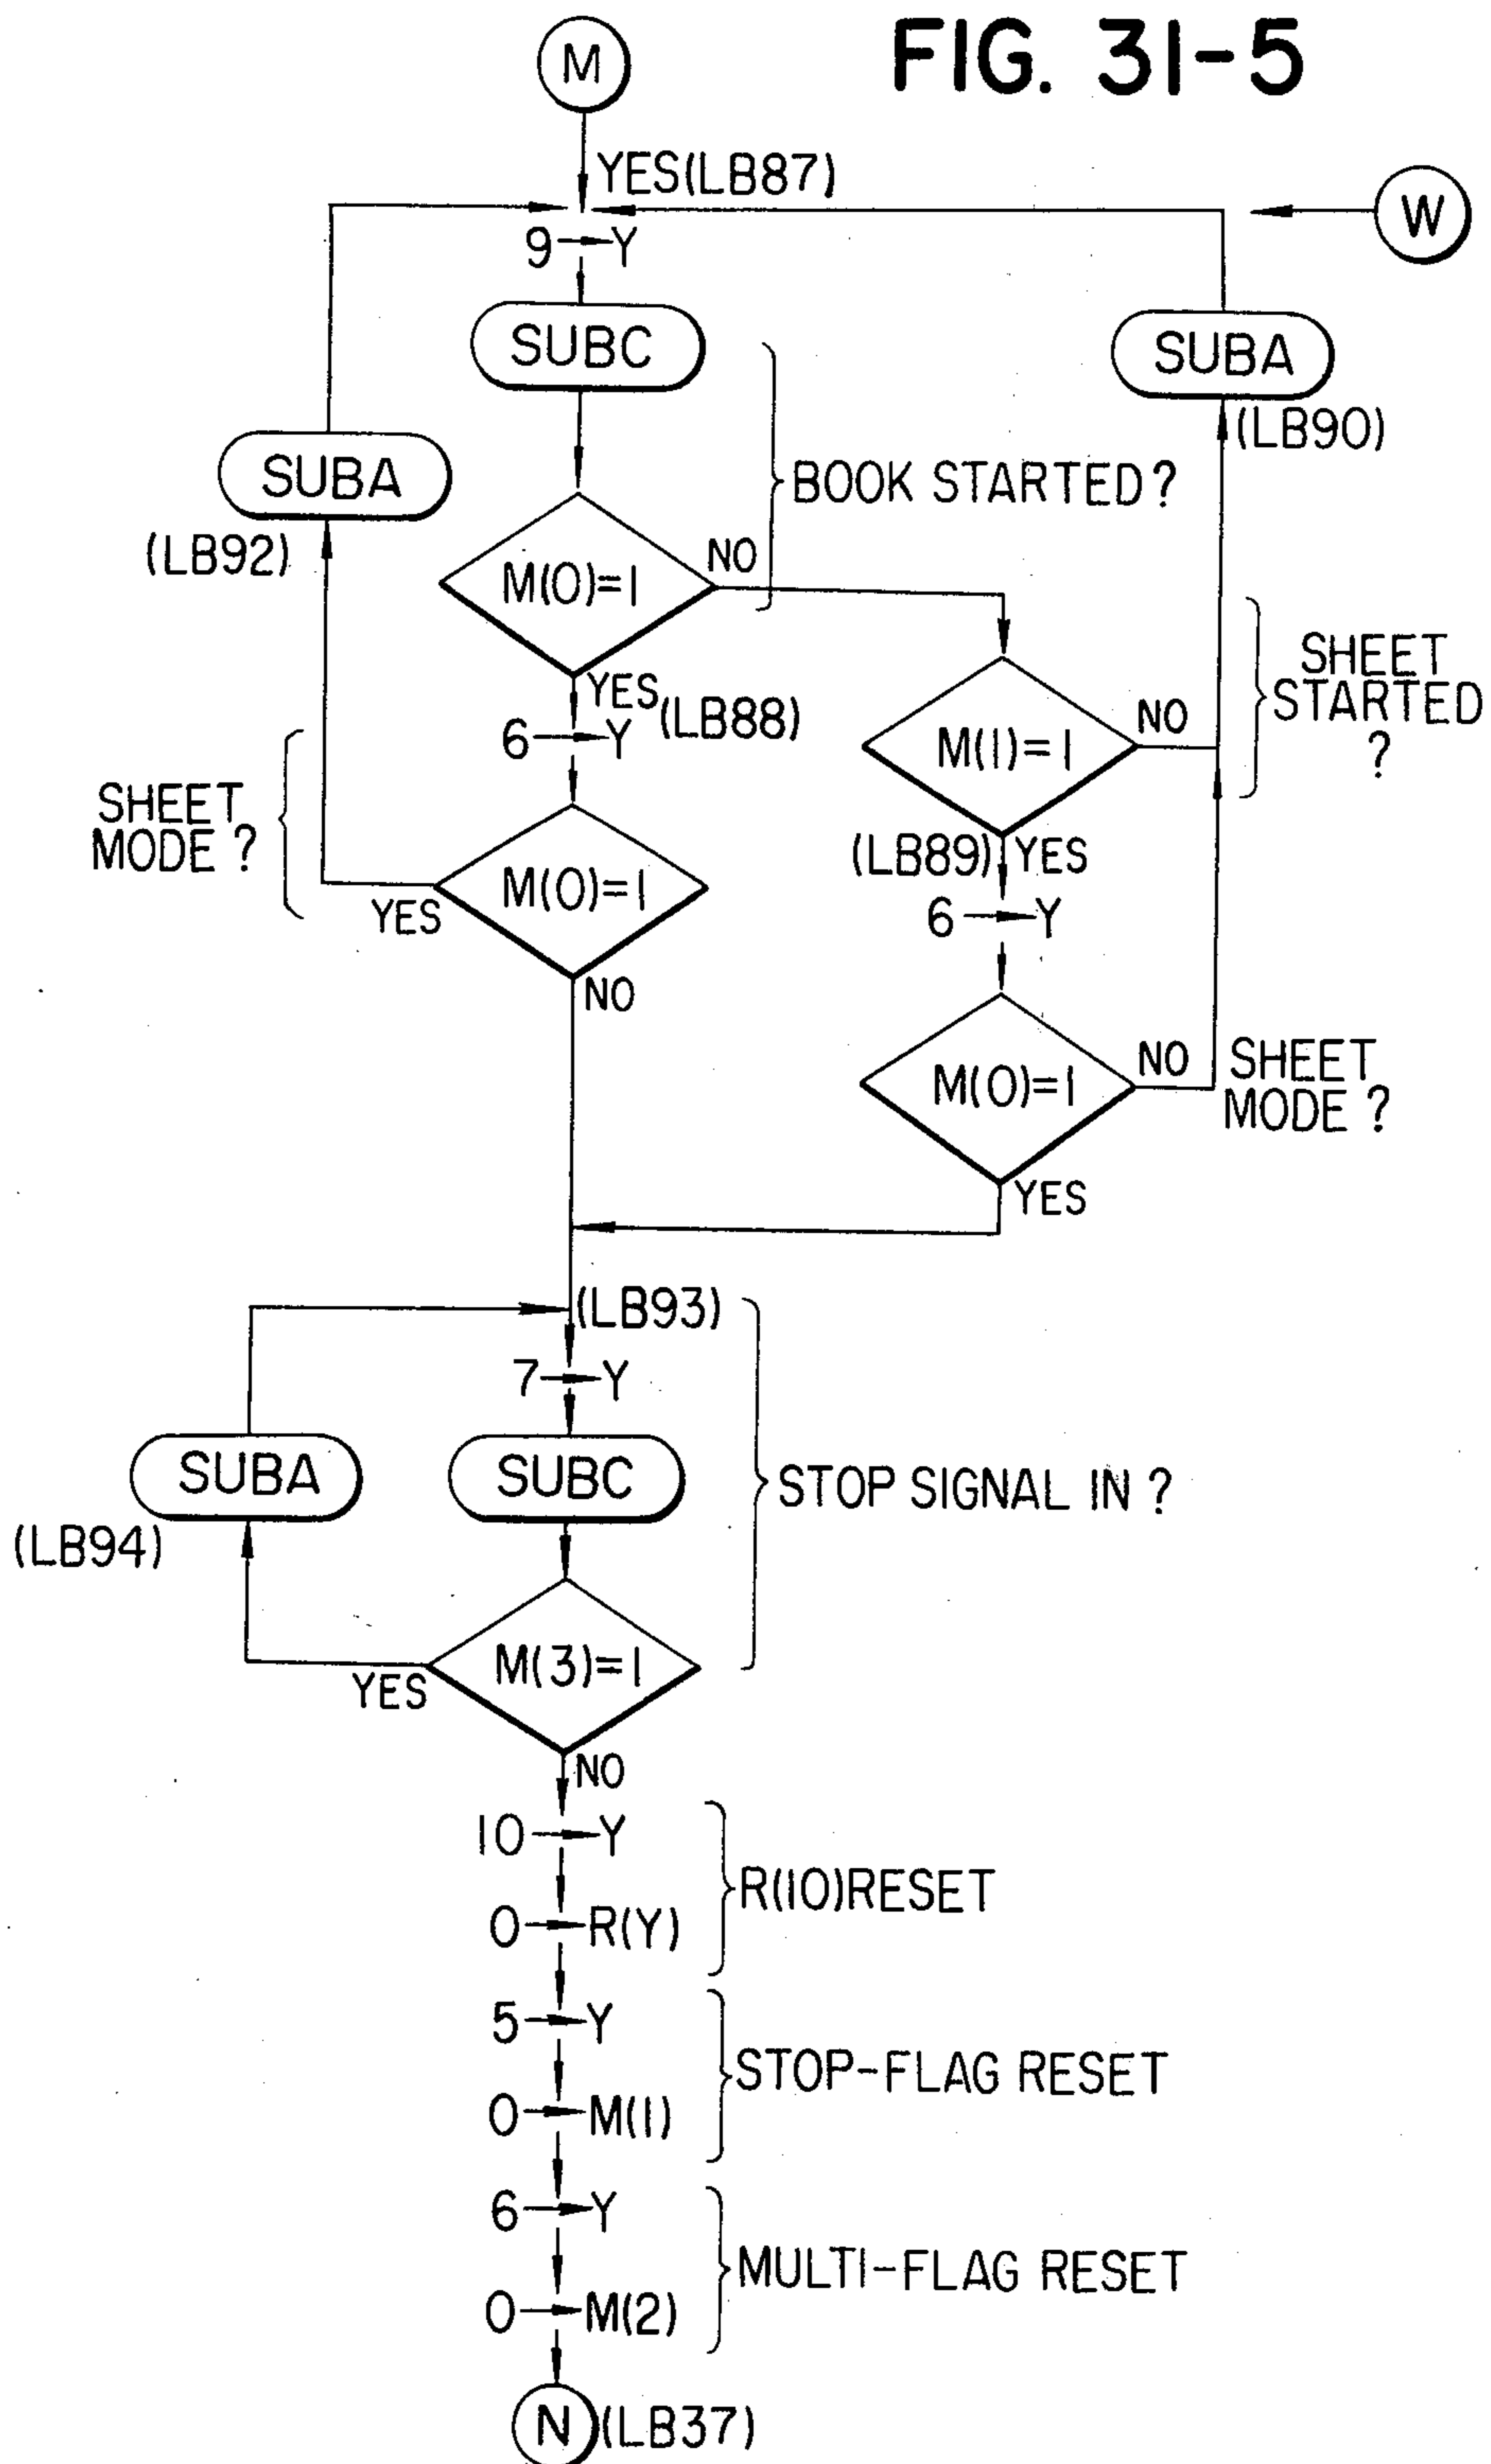 FIG. 31-5
M
YES(LB87)
W
9→Y
SUBC
SUBA
(LB90)
SUBA
(LB92)
BOOK STARTED?
M(0)=1
NO
YES
(LB88)
6→Y
SHEET
STARTED
?
M(1)=1
NO
SHEET
MODE?
(LB89)
YES
M(0)=1
YES
6→Y
NO
M(0)=1
NO
SHEET
MODE?
YES
(LB93)
7→Y
SUBA
SUBC
STOP SIGNAL IN?
(LB94)
M(3)=1
YES
NO
10→Y
R(10)RESET
0→R(Y)
5→Y
STOP-FLAG RESET
0→M(1)
6→Y
MULTI-FLAG RESET
0→M(2)
N
(LB37)